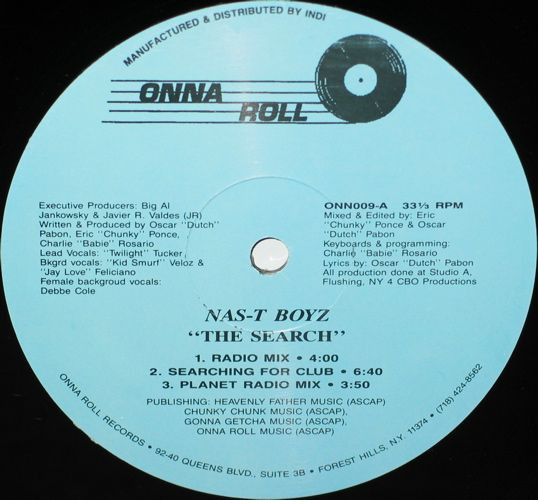 MANUFACTURED & DISTRIBUTED BY INDI
ONNA
ROLL
Executive Producers: Big Al
Jankowsky & Javier R. Valdes (JR)
Written & Produced by Oscar "Dutch"
Pabon, Eric "Chunky" Ponce,
Charlie "Babie" Rosario
Lead Vocals: "Twilight" Tucker
Bkgrd vocals: "Kid Smurf" Veloz &
"Jay Love" Feliciano
Female backgroud vocals:
Debbe Cole
ONN009-A 33⅓ RPM
Mixed & Edited by: Eric
"Chunky" Ponce & Oscar
"Dutch" Pabon
Keyboards & programming:
Charlie "Babie" Rosario
Lyrics by: Oscar "Dutch" Pabon
All production done at Studio A,
Flushing, NY 4 CBO Productions
NAS-T BOYZ
"THE SEARCH"
1. RADIO MIX • 4:00
2. SEARCHING FOR CLUB • 6:40
3. PLANET RADIO MIX • 3:50
PUBLISHING: HEAVENLY FATHER MUSIC (ASCAP)
CHUNKY CHUNK MUSIC (ASCAP),
GONNA GETCHA MUSIC (ASCAP),
ONNA ROLL MUSIC (ASCAP)
ONNA ROLL RECORDS • 92-40 QUEENS BLVD., SUITE 3B • FOREST HILLS, N.Y. 11374 • (718) 424-8562